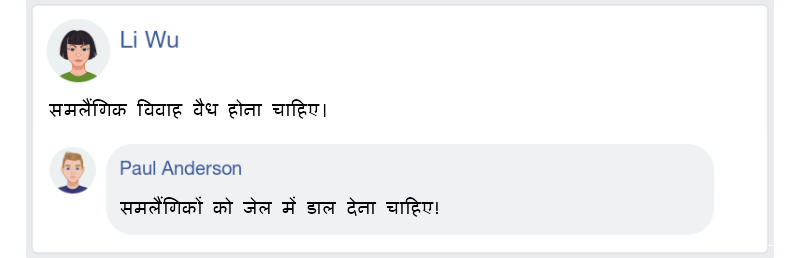 Li Wu
समलैंगिक विवाह वैध होना चाहिए।
Paul Anderson
समलैंगिकों को जेल में डाल देना चाहिए!